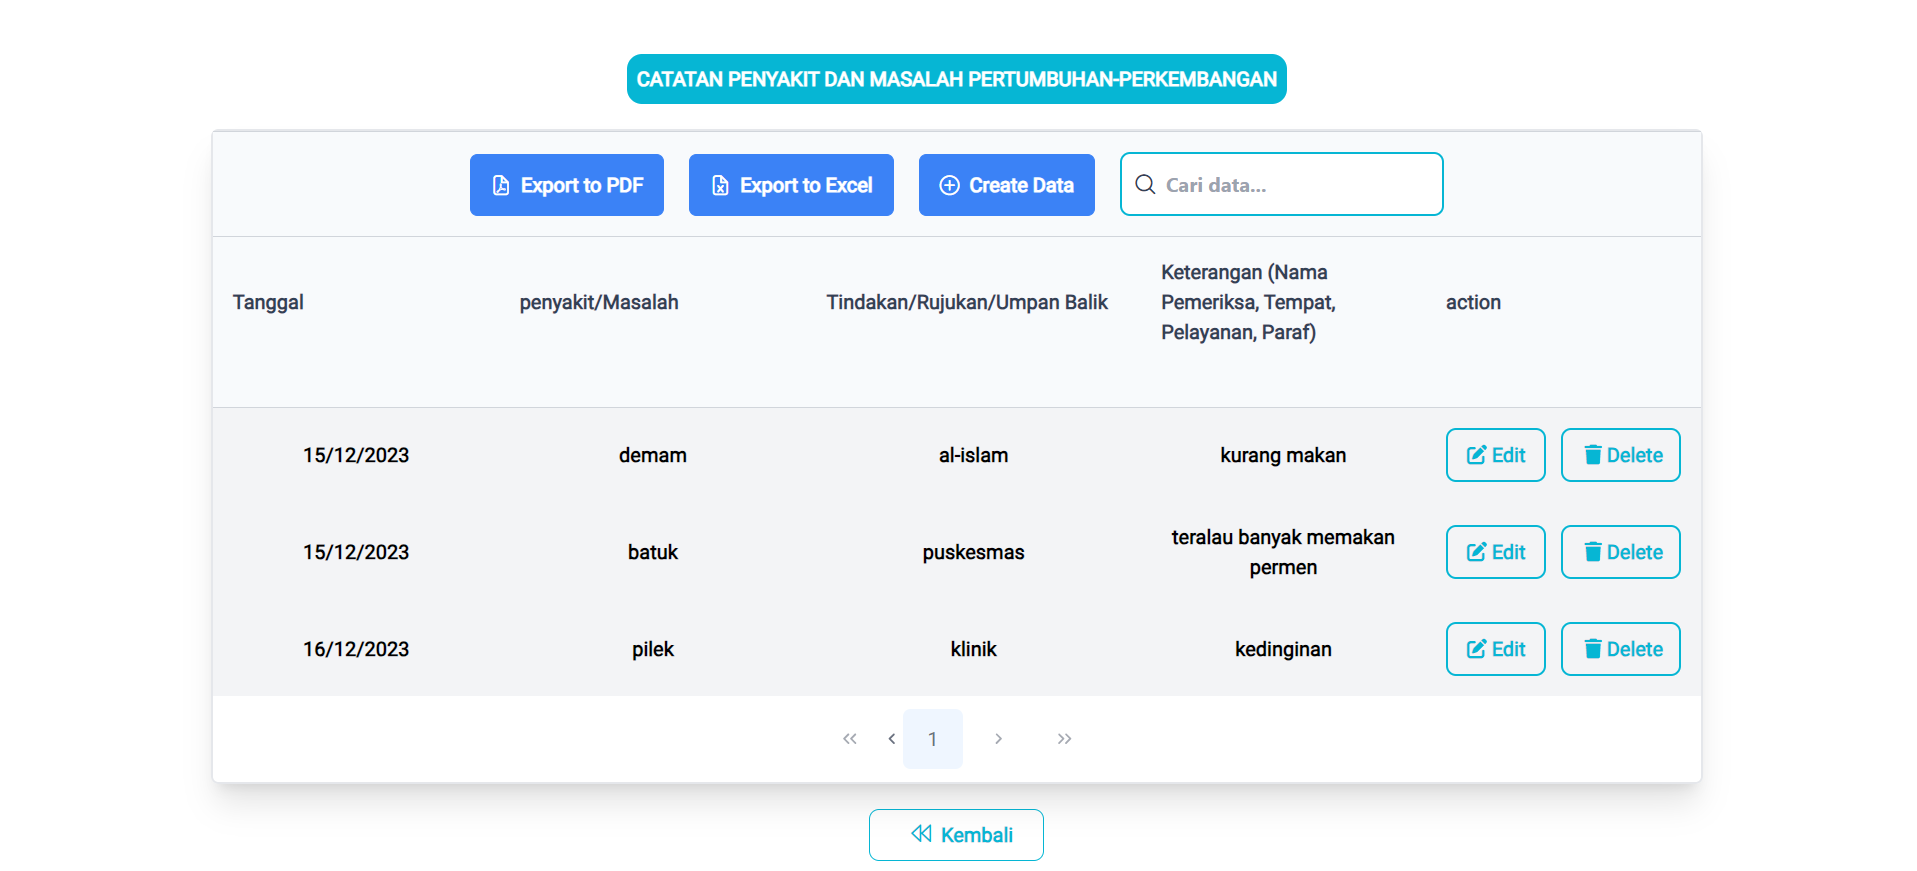 CATATAN PENYAKIT DAN MASALAH PERTUMBUHAN-PERKEMBANGAN
Export to PDF
Export to Excel
Create Data
Cari data...
Tanggal
penyakit/Masalah
Tindakan/Rujukan/Umpan Balik
Keterangan (Nama
Pemeriksa, Tempat,
Pelayanan, Paraf)
action
15/12/2023
demam
al-islam
kurang makan
Edit
Delete
15/12/2023
batuk
puskesmas
teralau banyak memakan
permen
Edit
Delete
16/12/2023
pilek
klinik
kedinginan
Edit
Delete
1
Kembali